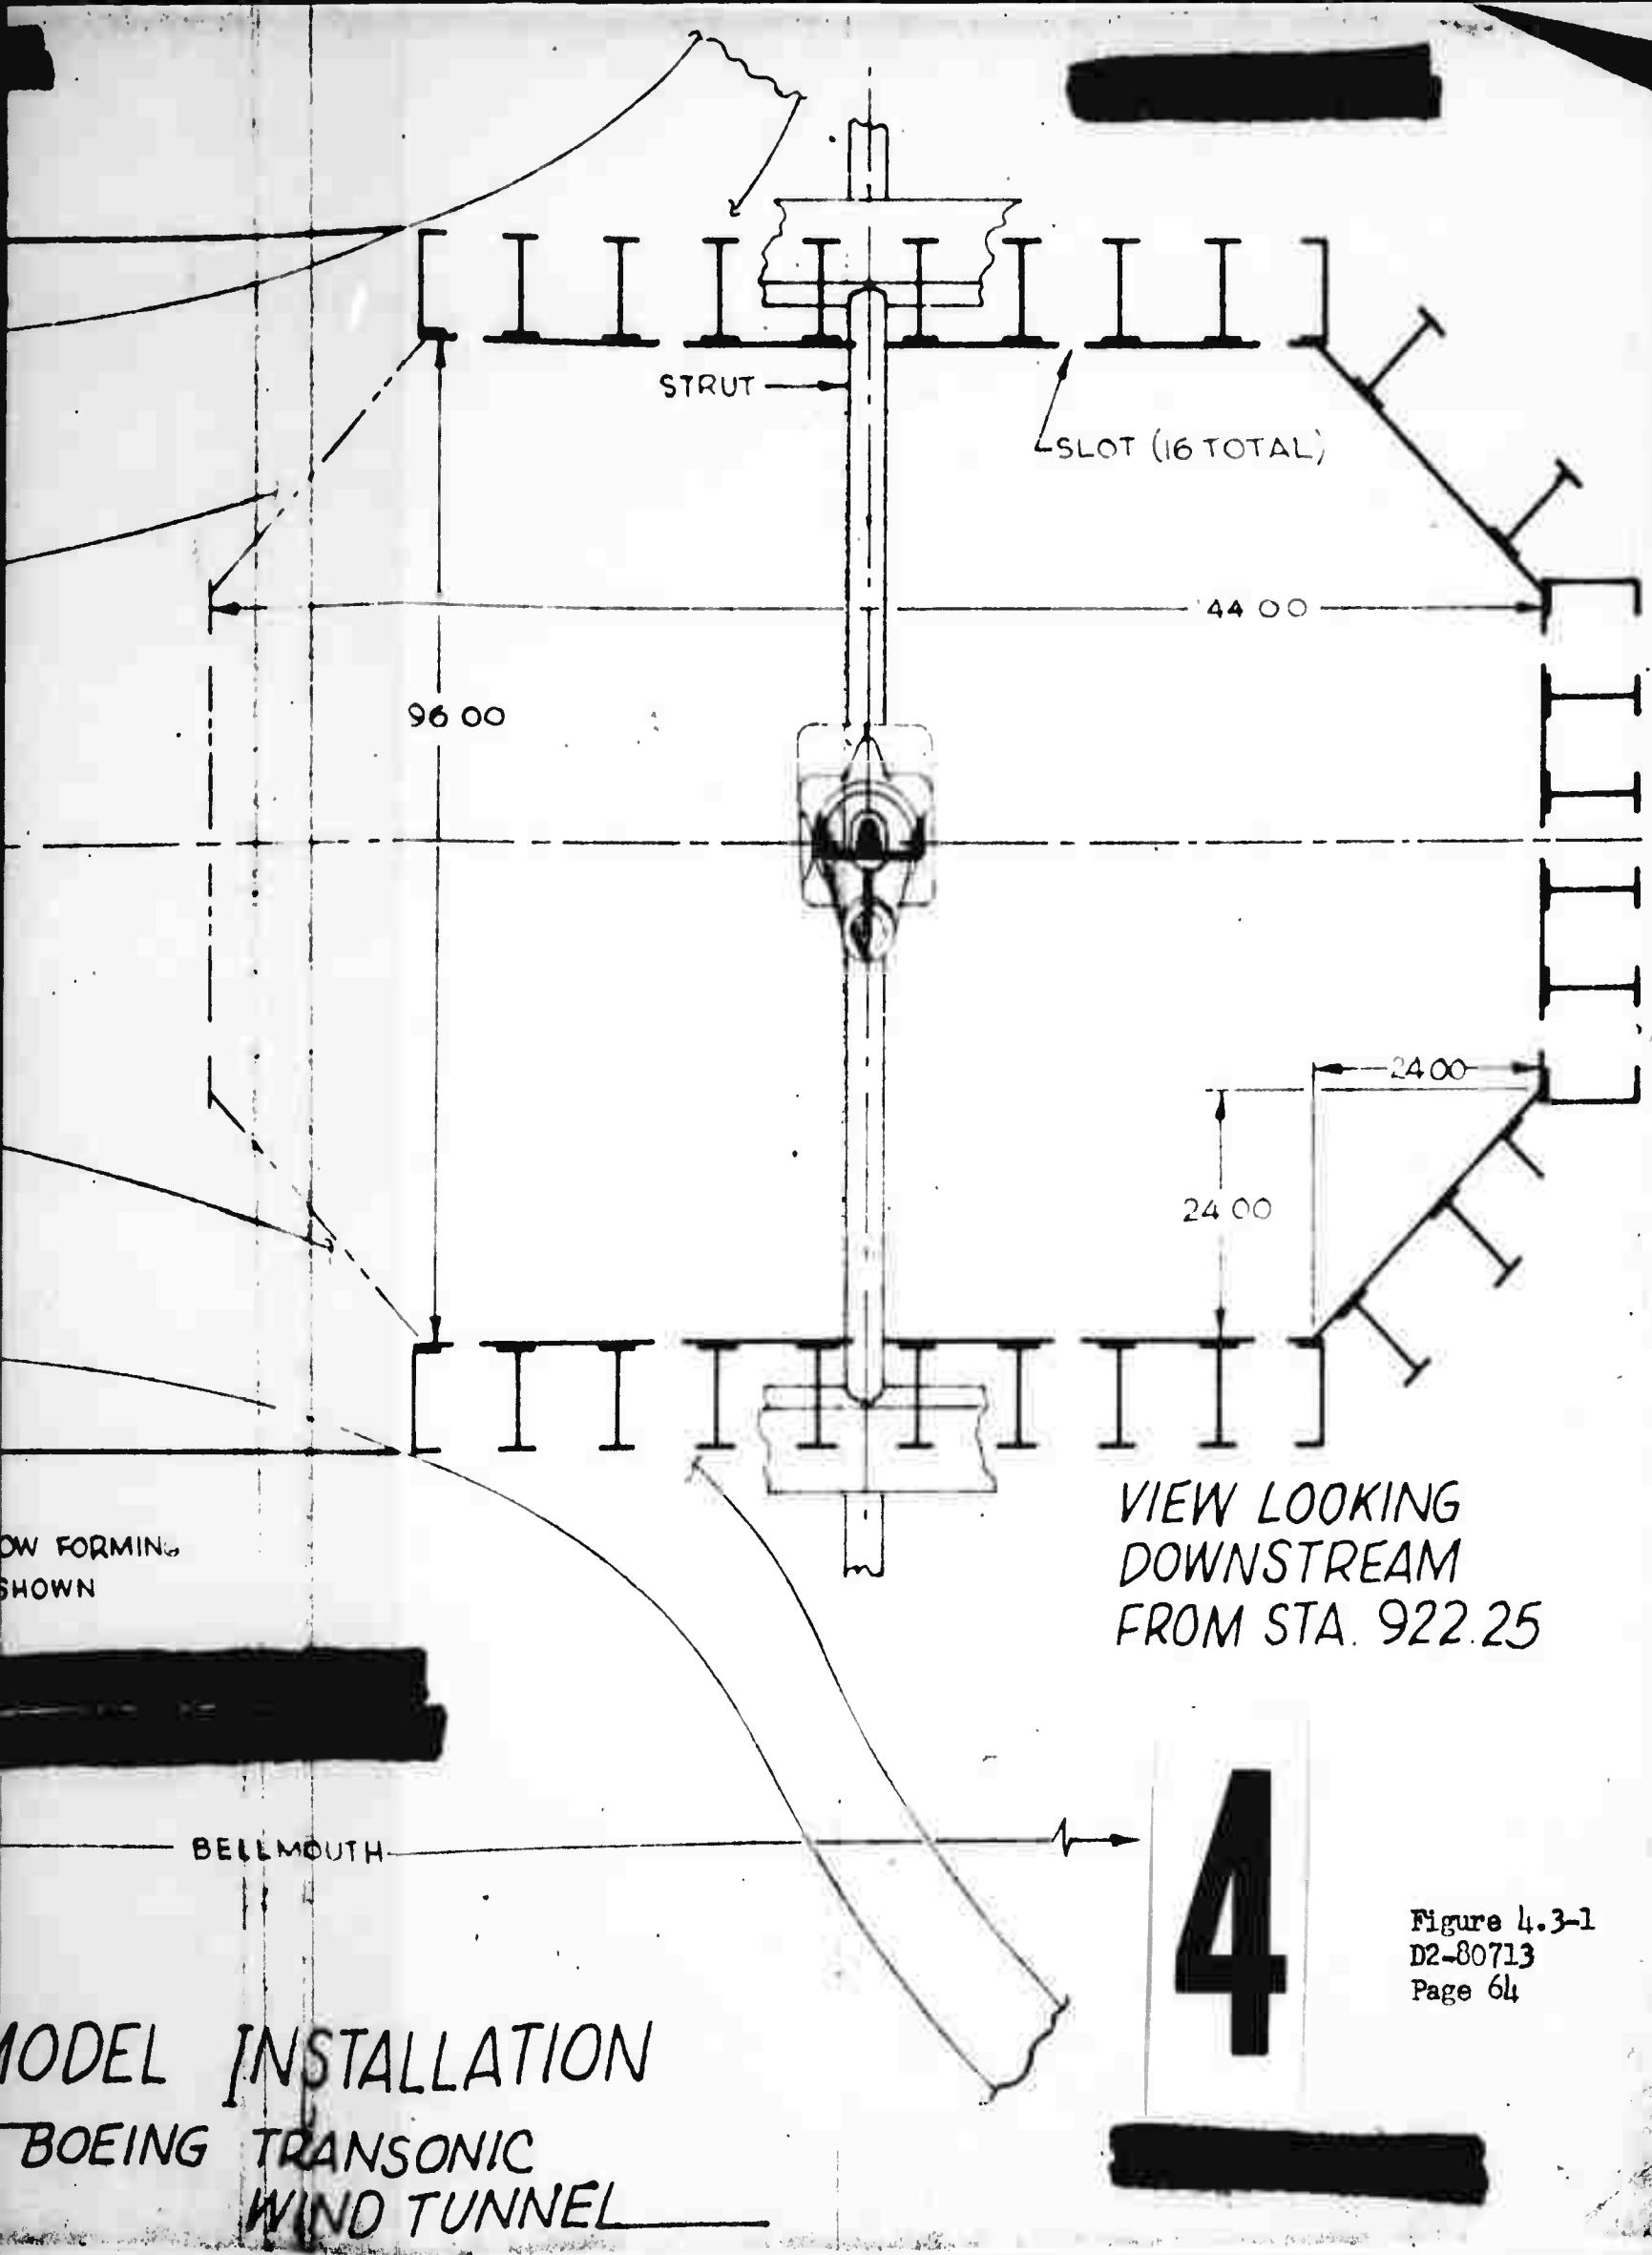 STRUT
SLOT (16 TOTAL)
44 00
96 00
24 00
24 00
VIEW LOOKING
DOWNSTREAM
FROM STA. 922.25
OW FORMING
SHOWN
BELLMOUTH
4
Figure 4.3-1
D2-80713
Page 64
MODEL INSTALLATION
BOEING TRANSONIC
WIND TUNNEL